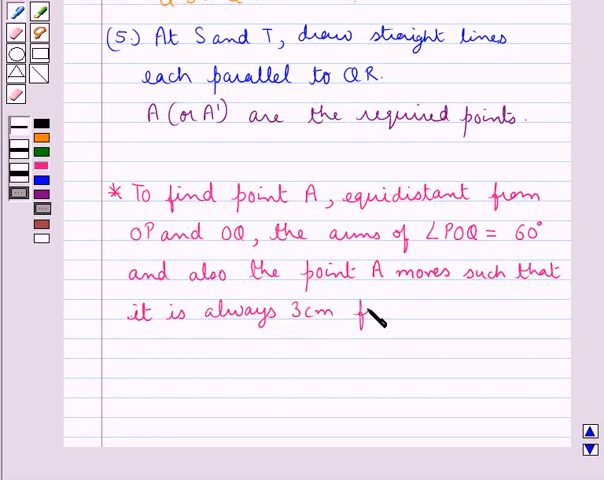 (5.) At S and T, draw straight lines
each parallel to QR.
A (or A') are the required points.
* To find point A, equidistant from
OP and OQ, the arms of ∠POQ = 60°
and also the point A moves such that
it is always 3cm f